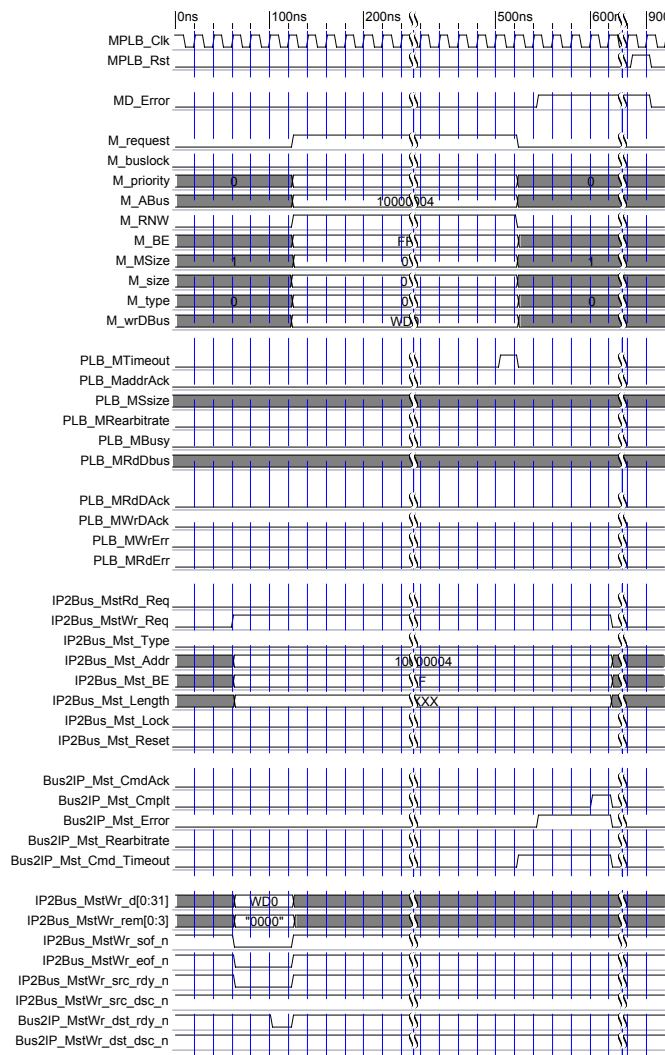 0ns 100ns 200ns 500ns 600ns 900
MPLB_Clk
MPLB_Rst
MD_Error
M_request
M_buslock
M_priority 0 0
M_ABus 10000004
M_RNW
M_BE FF
M_MSize 1 0 1
M_size 0
M_type 0 0 0
M_wrDBus WD0
PLB_MTimeout
PLB_MaddrAck
PLB_MSsize
PLB_MRearbitrate
PLB_MBusy
PLB_MRdDbus
PLB_MRdDAck
PLB_MWrDAck
PLB_MWrErr
PLB_MRdErr
IP2Bus_MstRd_Req
IP2Bus_MstWr_Req
IP2Bus_Mst_Type
IP2Bus_Mst_Addr 10000004
IP2Bus_Mst_BE F
IP2Bus_Mst_Length XXX
IP2Bus_Mst_Lock
IP2Bus_Mst_Reset
Bus2IP_Mst_CmdAck
Bus2IP_Mst_Cmplt
Bus2IP_Mst_Error
Bus2IP_Mst_Rearbitrate
Bus2IP_Mst_Cmd_Timeout
IP2Bus_MstWr_d[0:31] WD0
IP2Bus_MstWr_rem[0:3] "0000"
IP2Bus_MstWr_sof_n
IP2Bus_MstWr_eof_n
IP2Bus_MstWr_src_rdy_n
IP2Bus_MstWr_src_dsc_n
Bus2IP_MstWr_dst_rdy_n
Bus2IP_MstWr_dst_dsc_n